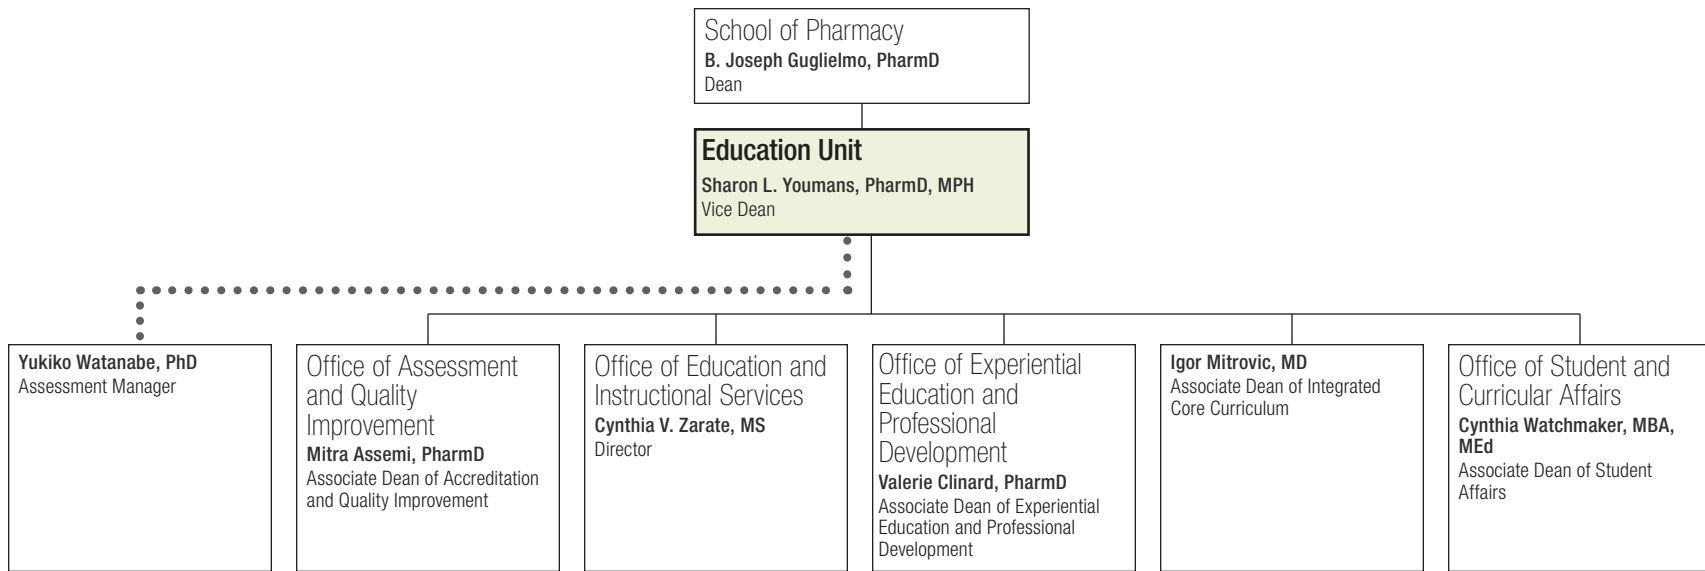 School of Pharmacy
B. Joseph Guglielmo, PharmD
Dean
Education Unit
Sharon L. Youmans, PharmD, MPH
Vice Dean
Yukiko Watanabe, PhD
Assessment Manager
Office of Assessment
and Quality
Improvement
Mitra Assemi, PharmD
Associate Dean of Accreditation
and Quality Improvement
Office of Education and
Instructional Services
Cynthia V. Zarate, MS
Director
Office of Experiential
Education and
Professional
Development
Valerie Clinard, PharmD
Associate Dean of Experiential
Education and Professional
Development
Igor Mitrovic, MD
Associate Dean of Integrated
Core Curriculum
Office of Student and
Curricular Affairs
Cynthia Watchmaker, MBA,
MEd
Associate Dean of Student
Affairs